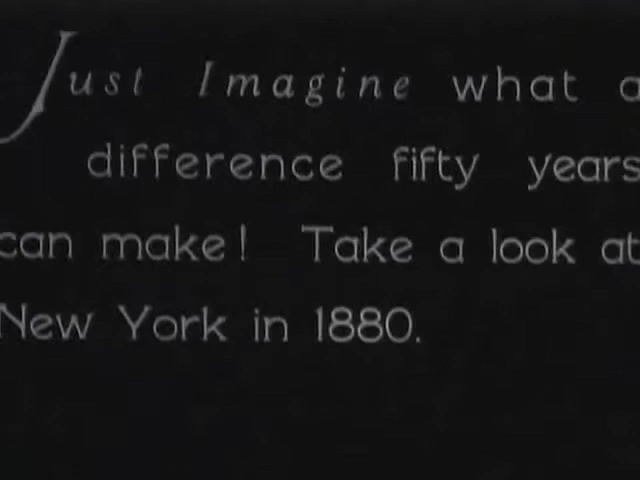 Just Imagine what a
difference fifty years
can make! Take a look at
New York in 1880.